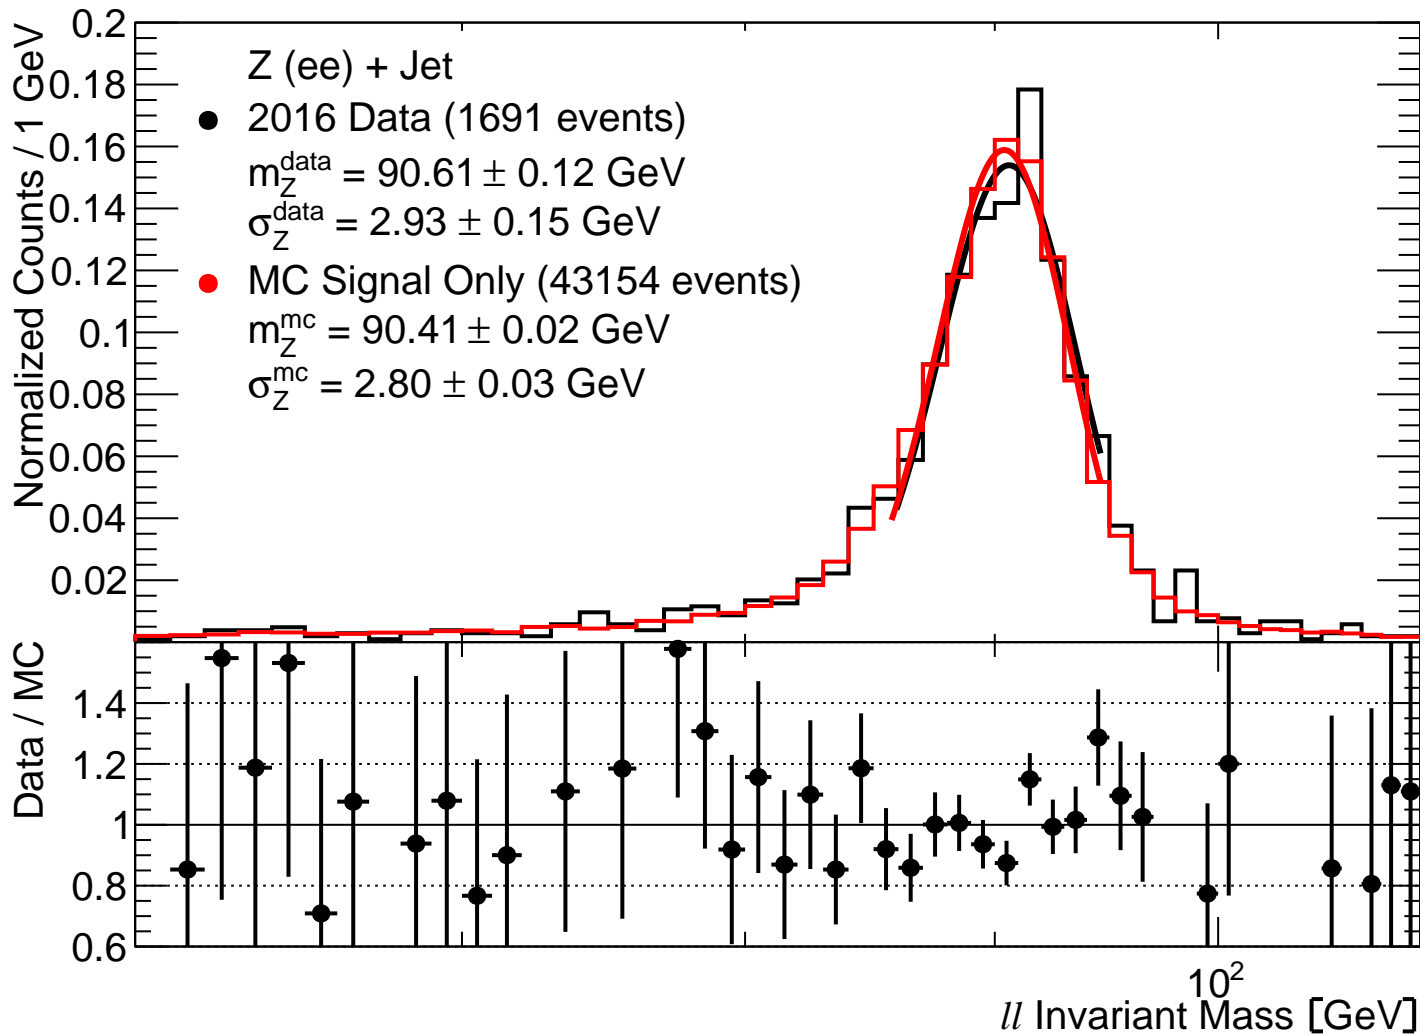 0.2
0.18
0.16
0.14
0.12
0.1
0.08
0.06
0.04
0.02
Normalized Counts / 1 GeV
Z (ee) + Jet
2016 Data (1691 events)
m_Z^data = 90.61 ± 0.12 GeV
σ_Z^data = 2.93 ± 0.15 GeV
MC Signal Only (43154 events)
m_Z^mc = 90.41 ± 0.02 GeV
σ_Z^mc = 2.80 ± 0.03 GeV
Data / MC
1.4
1.2
1
0.8
0.6
10^2
ll Invariant Mass [GeV]